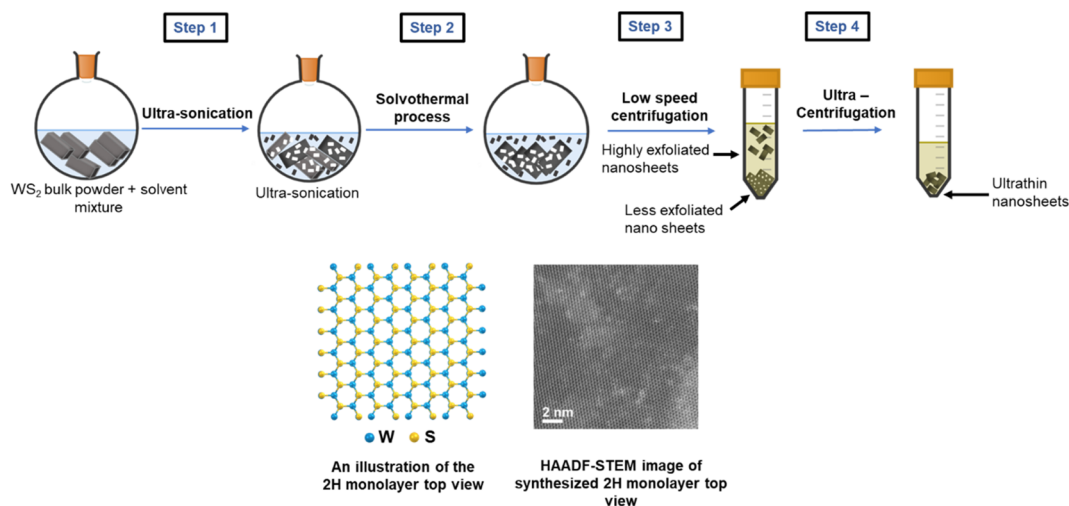 Step 1
Step 2
Step 3
Step 4
Ultra-sonication
Solvothermal
process
Low speed
centrifugation
Ultra –
Centrifugation
Highly exfoliated
nanosheets
Less exfoliated
nano sheets
Ultrathin
nanosheets
WS₂ bulk powder + solvent
mixture
Ultra-sonication
2 nm
W S
An illustration of the
2H monolayer top view
HAADF-STEM image of
synthesized 2H monolayer top
view